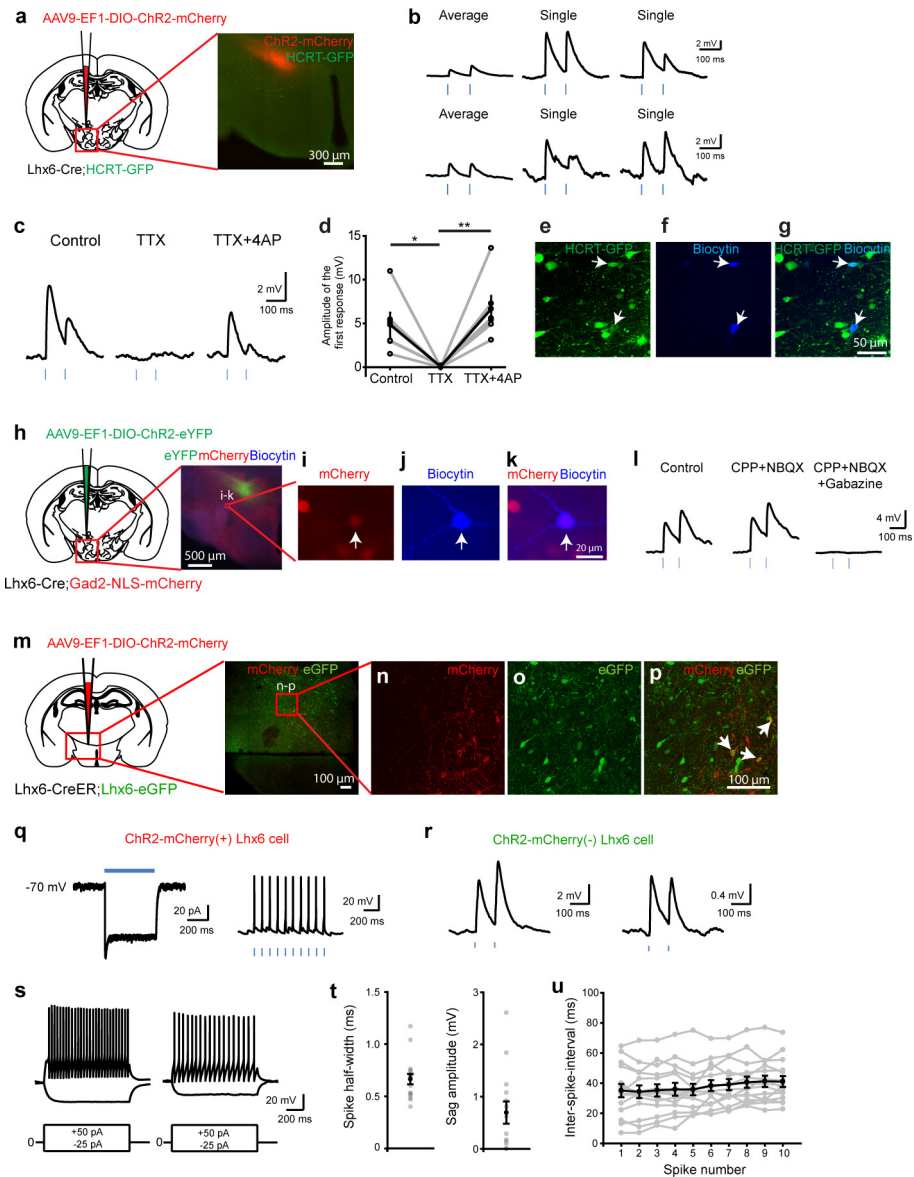 a
AAV9-EF1-DIO-ChR2-mCherry
ChR2-mCherry
HCRT-GFP
300 µm
Lhx6-Cre;HCRT-GFP
b
Average Single Single
2 mV
100 ms
Average Single Single
2 mV
100 ms
c
Control TTX TTX+4AP
2 mV
100 ms
d
* **
Amplitude of the
first response (mV)
15
10
5
0
Control TTX TTX+4AP
e
HCRT-GFP
f
Biocytin
g
HCRT-GFP Biocytin
50 µm
h
AAV9-EF1-DIO-ChR2-eYFP
eYFP mCherry Biocytin
i-k
500 µm
Lhx6-Cre;Gad2-NLS-mCherry
i
mCherry
j
Biocytin
k
mCherry Biocytin
20 µm
l
Control CPP+NBQX CPP+NBQX
+Gabazine
4 mV
100 ms
m
AAV9-EF1-DIO-ChR2-mCherry
mCherry eGFP
n-p
100 µm
Lhx6-CreER;Lhx6-eGFP
n
mCherry
o
eGFP
p
mCherry eGFP
100 µm
q
ChR2-mCherry(+) Lhx6 cell
-70 mV
20 pA
200 ms
20 mV
200 ms
r
ChR2-mCherry(-) Lhx6 cell
2 mV
100 ms
0.4 mV
100 ms
s
20 mV
200 ms
0 +50 pA
-25 pA
0 +50 pA
-25 pA
t
Spike half-width (ms)
1.5
1.0
0.5
0
Sag amplitude (mV)
3
2
1
0
u
Inter-spike-interval (ms)
100
80
60
40
20
0
1 2 3 4 5 6 7 8 9 10
Spike number